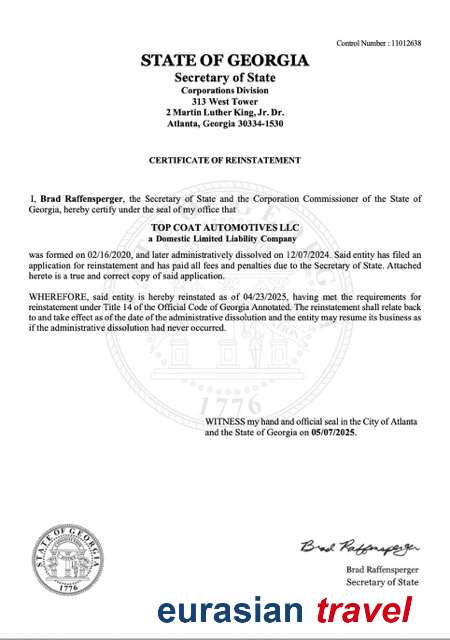 Control Number : 11012638
STATE OF GEORGIA
Secretary of State
Corporations Division
313 West Tower
2 Martin Luther King, Jr. Dr.
Atlanta, Georgia 30334-1530
CERTIFICATE OF REINSTATEMENT
I, Brad Raffensperger, the Secretary of State and the Corporation Commissioner of the State of
Georgia, hereby certify under the seal of my office that
TOP COAT AUTOMOTIVES LLC
a Domestic Limited Liability Company
was formed on 02/16/2020, and later administratively dissolved on 12/07/2024. Said entity has filed an
application for reinstatement and has paid all fees and penalties due to the Secretary of State. Attached
hereto is a true and correct copy of said application.
WHEREFORE, said entity is hereby reinstated as of 04/23/2025, having met the requirements for
reinstatement under Title 14 of the Official Code of Georgia Annotated. The reinstatement shall relate back
to and take effect as of the date of the administrative dissolution and the entity may resume its business as
if the administrative dissolution had never occurred.
1776
WITNESS my hand and official seal in the City of Atlanta
and the State of Georgia on 05/07/2025.
STATE OF GEORGIA
1776
Brad Raffensperger
Brad Raffensperger
Secretary of State
eurasian travel